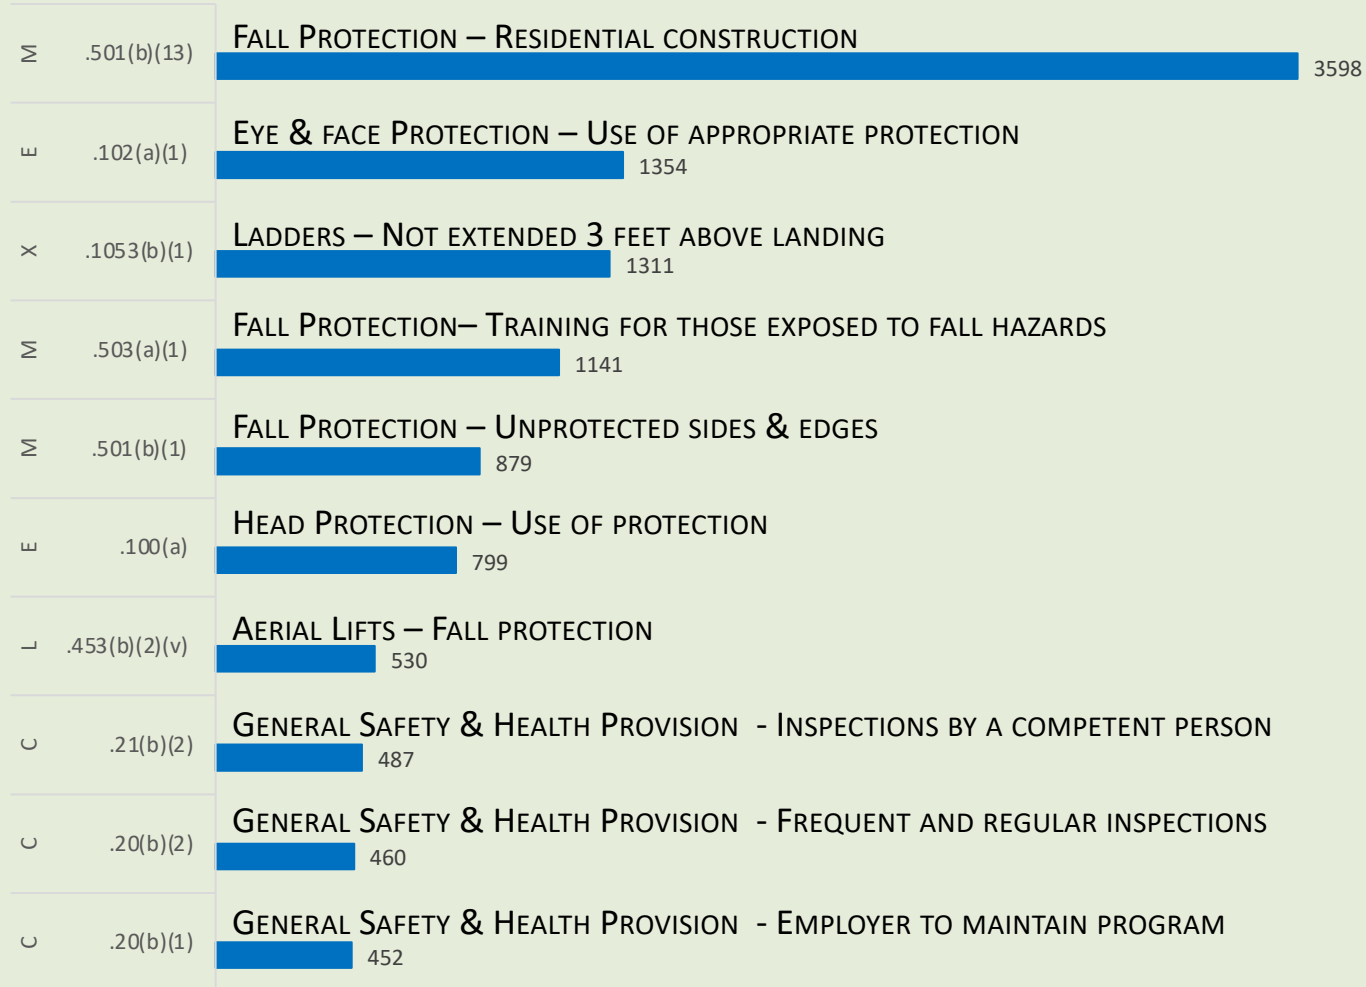 M .501(b)(13) Fall Protection – Residential construction
3598
E .102(a)(1) Eye & face Protection – Use of appropriate protection
1354
X .1053(b)(1) Ladders – Not extended 3 feet above landing
1311
M .503(a)(1) Fall Protection– Training for those exposed to fall hazards
1141
M .501(b)(1) Fall Protection – Unprotected sides & edges
879
E .100(a) Head Protection – Use of protection
799
L .453(b)(2)(v) Aerial Lifts – Fall protection
530
C .21(b)(2) General Safety & Health Provision - Inspections by a competent person
487
C .20(b)(2) General Safety & Health Provision - Frequent and regular inspections
460
C .20(b)(1) General Safety & Health Provision - Employer to maintain program
452